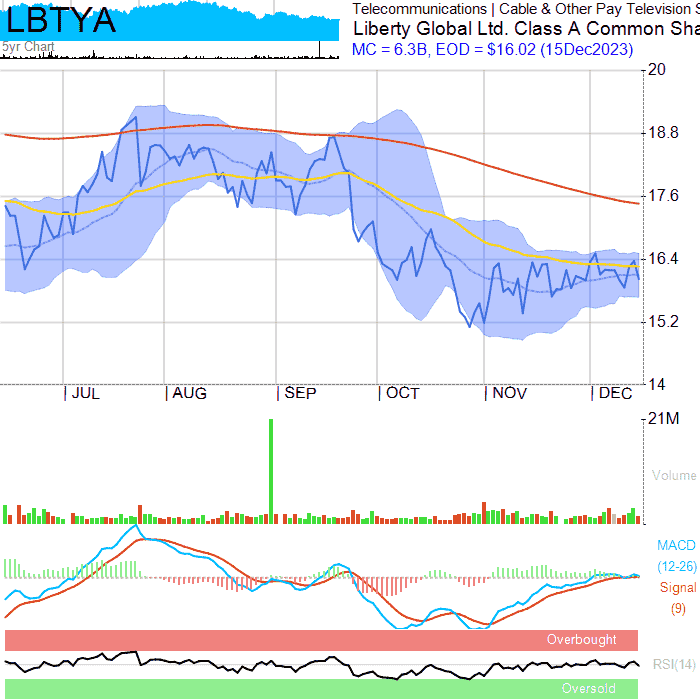 LBTYA
5yr Chart
Telecommunications | Cable & Other Pay Television S
Liberty Global Ltd. Class A Common Sha
MC = 6.3B, EOD = $16.02 (15Dec2023)
20
18.8
17.6
16.4
15.2
14
JUL AUG SEP OCT NOV DEC
21M
Volume
MACD
(12-26)
Signal
(9)
Overbought
RSI(14)
Oversold